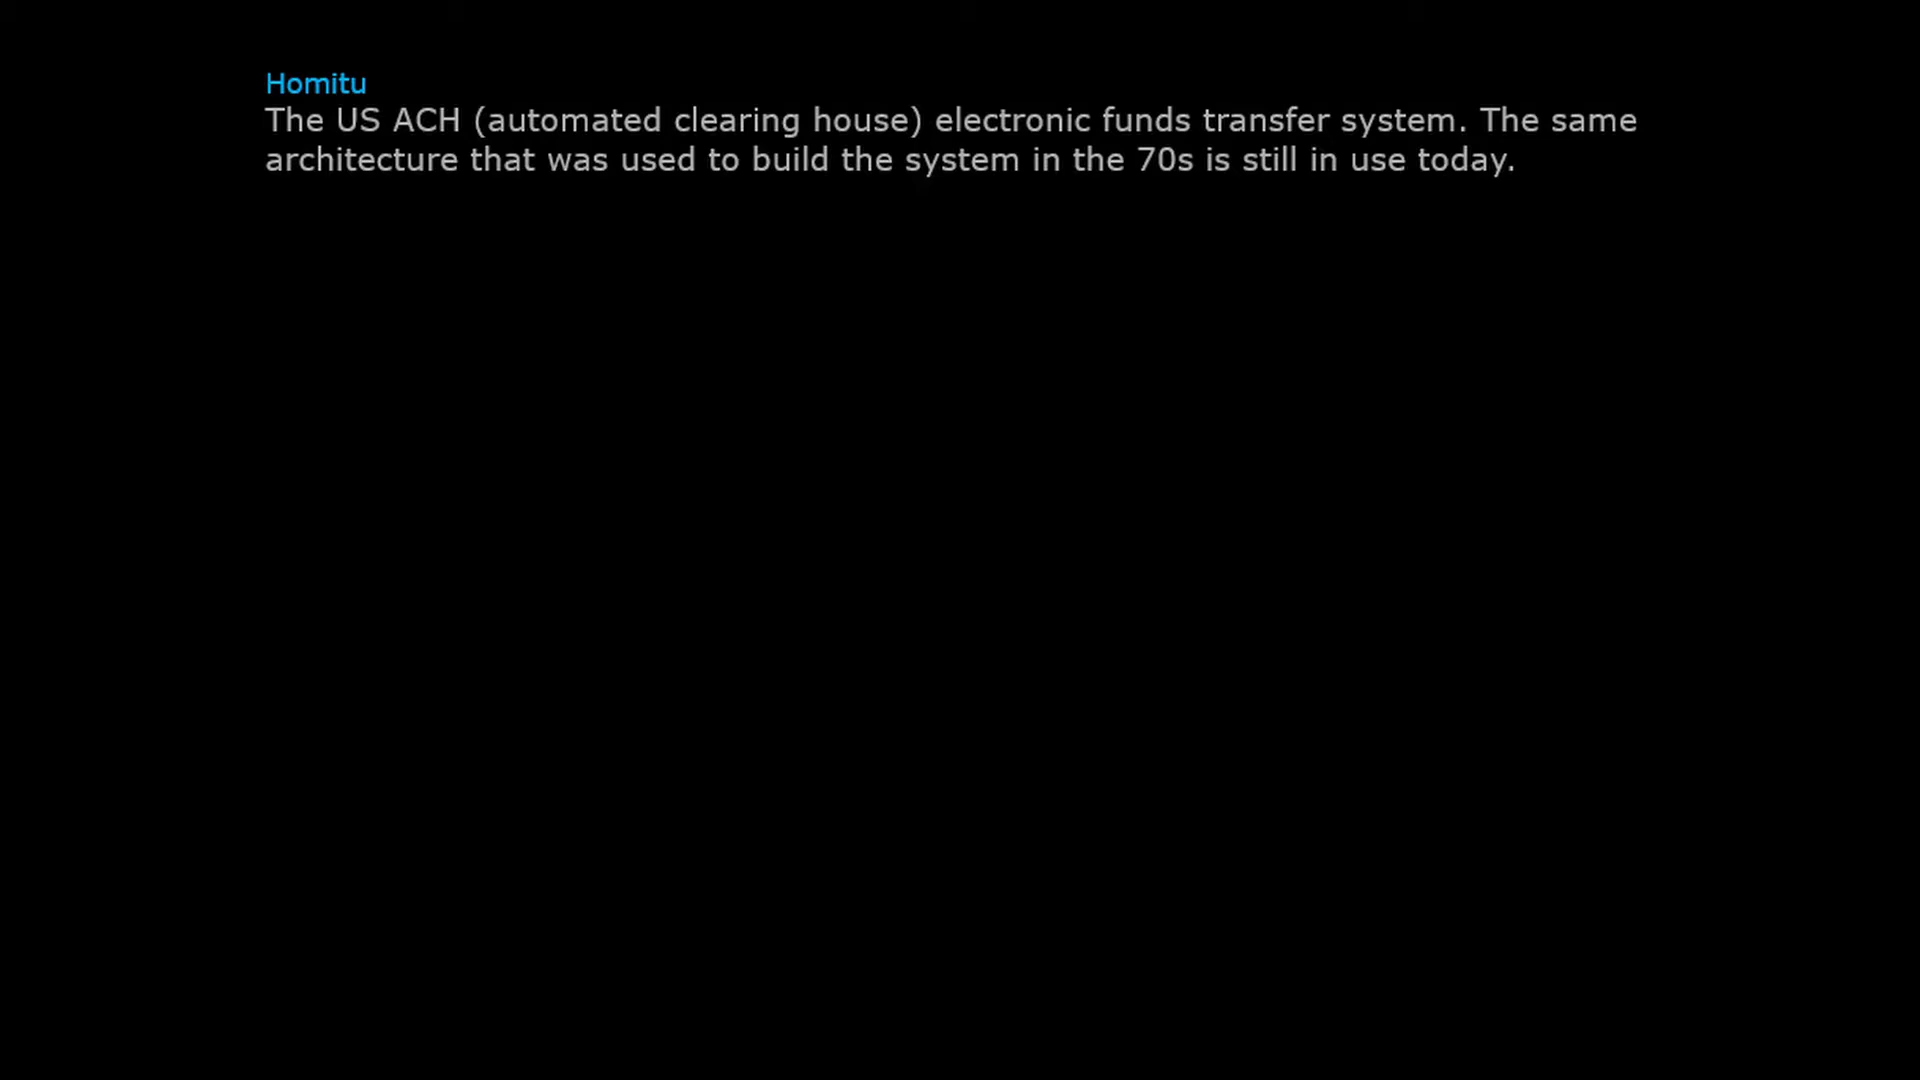 Homitu
The US ACH (automated clearing house) electronic funds transfer system. The same
architecture that was used to build the system in the 70s is still in use today.